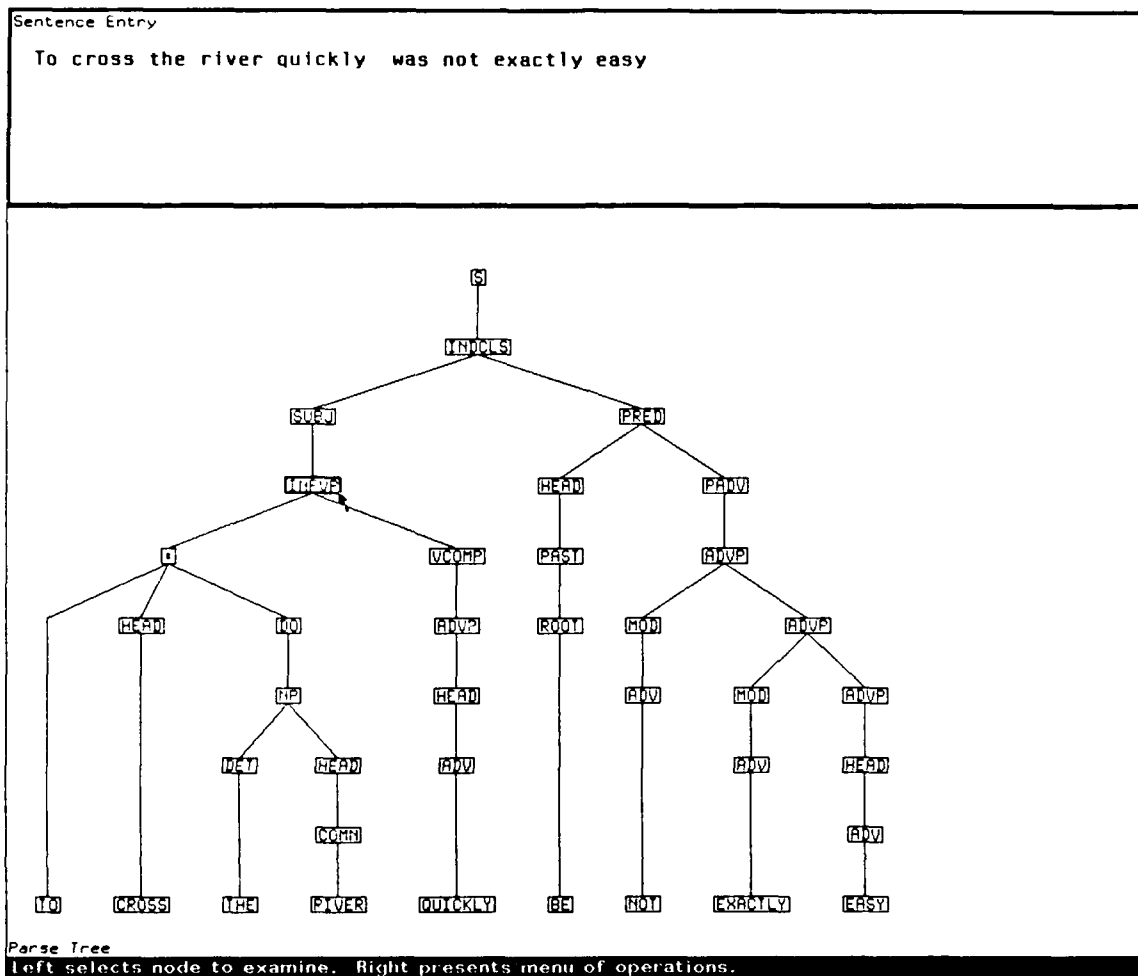 Sentence Entry
To cross the river quickly was not exactly easy
S
INDCLS
SUBJ PRED
INFVP HEAD PADV
* VCOMP PAST ADVP
HEAD DO ADVP ROOT MOD ADVP
NP HEAD ADV MOD ADVP
DET HEAD ADV ADV HEAD
COMN ADV
TO CROSS THE RIVER QUICKLY BE NOT EXACTLY EASY
Parse Tree
Left selects node to examine. Right presents menu of operations.